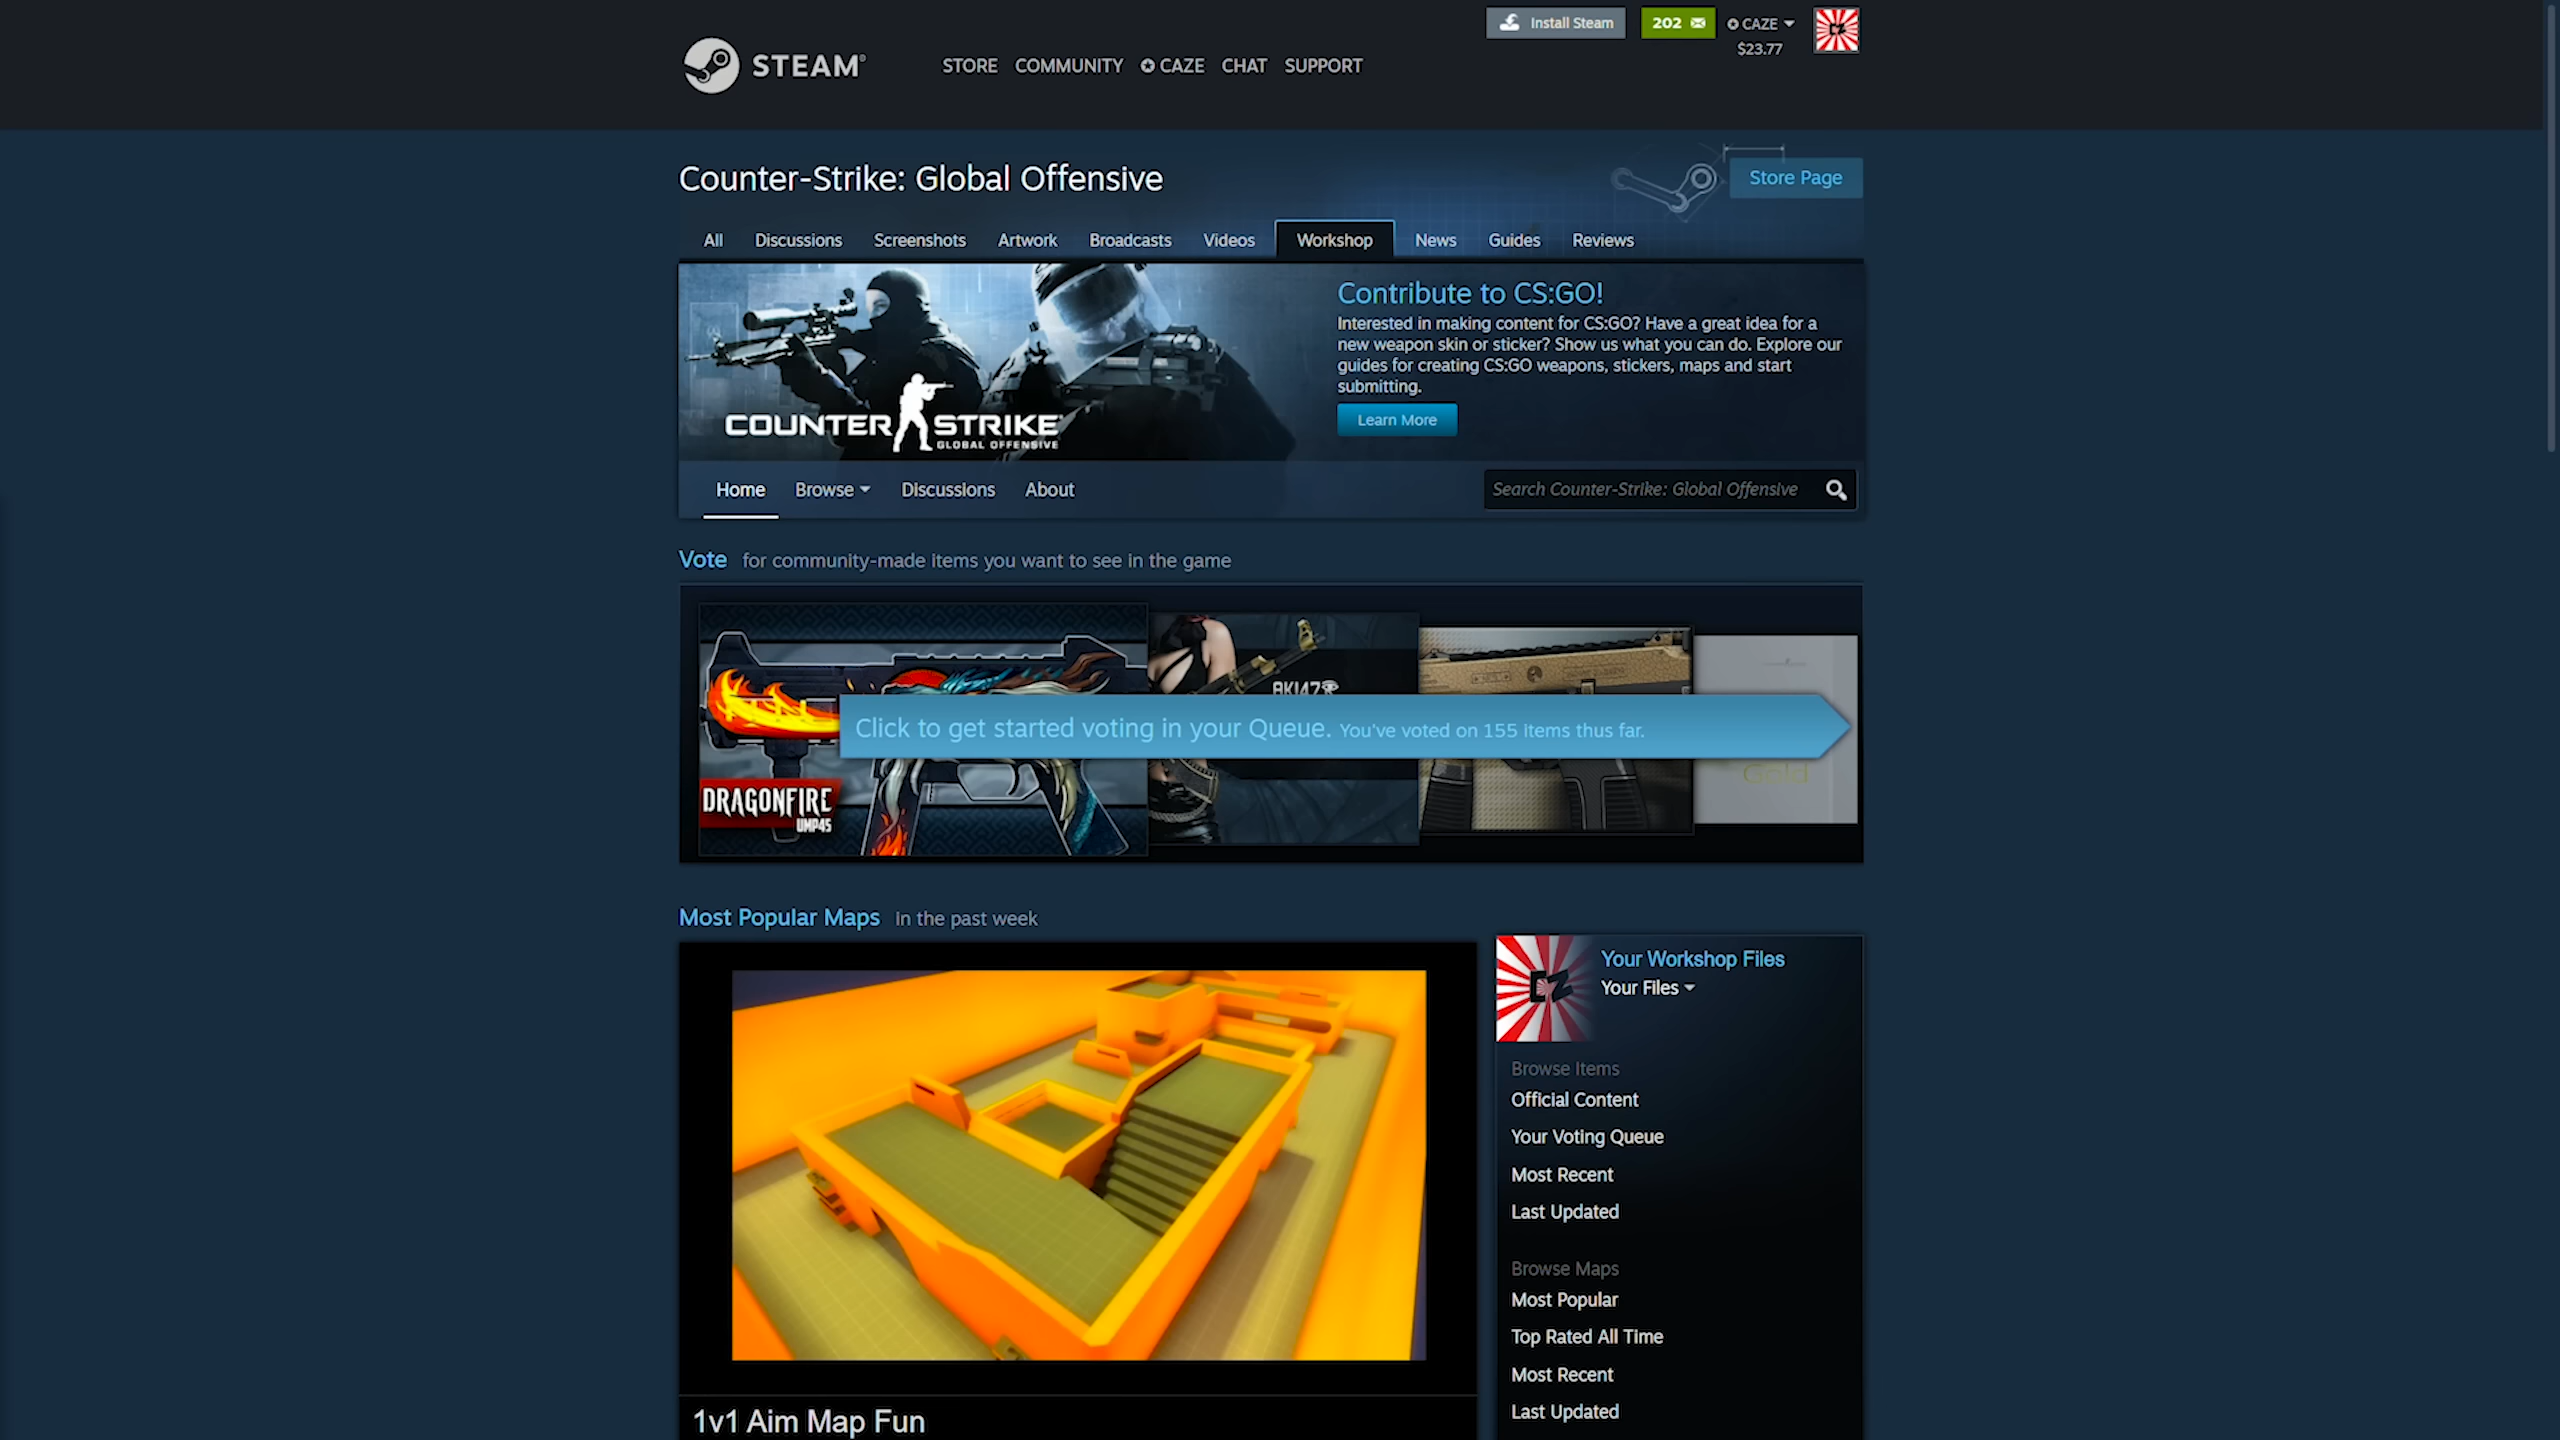 Install Steam
202
CAZE
$23.77
STEAM®
STORE COMMUNITY CAZE CHAT SUPPORT
Counter-Strike: Global Offensive
Store Page
All Discussions Screenshots Artwork Broadcasts Videos Workshop News Guides Reviews
Contribute to CS:GO!
Interested in making content for CS:GO? Have a great idea for a
new weapon skin or sticker? Show us what you can do. Explore our
guides for creating CS:GO weapons, stickers, maps and start
submitting.
Learn More
COUNTER STRIKE
GLOBAL OFFENSIVE
Home Browse Discussions About
Search Counter-Strike: Global Offensive
Vote for community-made items you want to see in the game
Click to get started voting in your Queue. You've voted on 155 items thus far.
Gold
DRAGONFIRE
UMP45
Most Popular Maps In the past week
CZ
Your Workshop Files
Your Files
Browse Items
Official Content
Your Voting Queue
Most Recent
Last Updated
Browse Maps
Most Popular
Top Rated All Time
Most Recent
Last Updated
1v1 Aim Map Fun